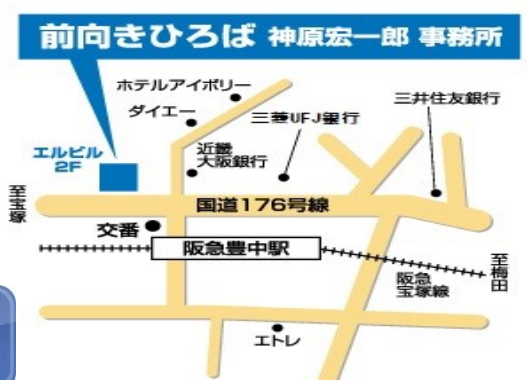 前向きひろば 神原宏一郎 事務所
ホテルアイボリー
ダイエー
三菱UFJ銀行
三井住友銀行
エルビル
2F
近畿
大阪銀行
至宝塚
国道176号線
交番
阪急豊中駅
至梅田
阪急
宝塚線
エトレ